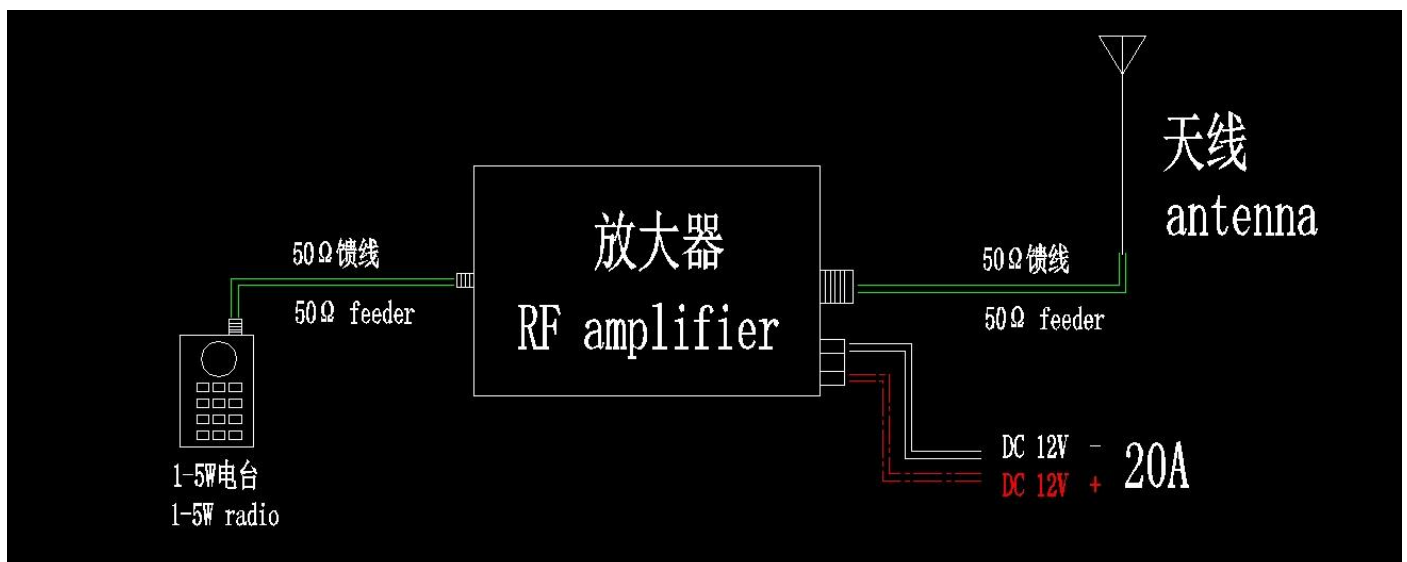 天线
antenna
放大器
RF amplifier
50Ω馈线
50Ω feeder
50Ω馈线
50Ω feeder
1-5W电台
1-5W radio
DC 12V -
DC 12V +
20A